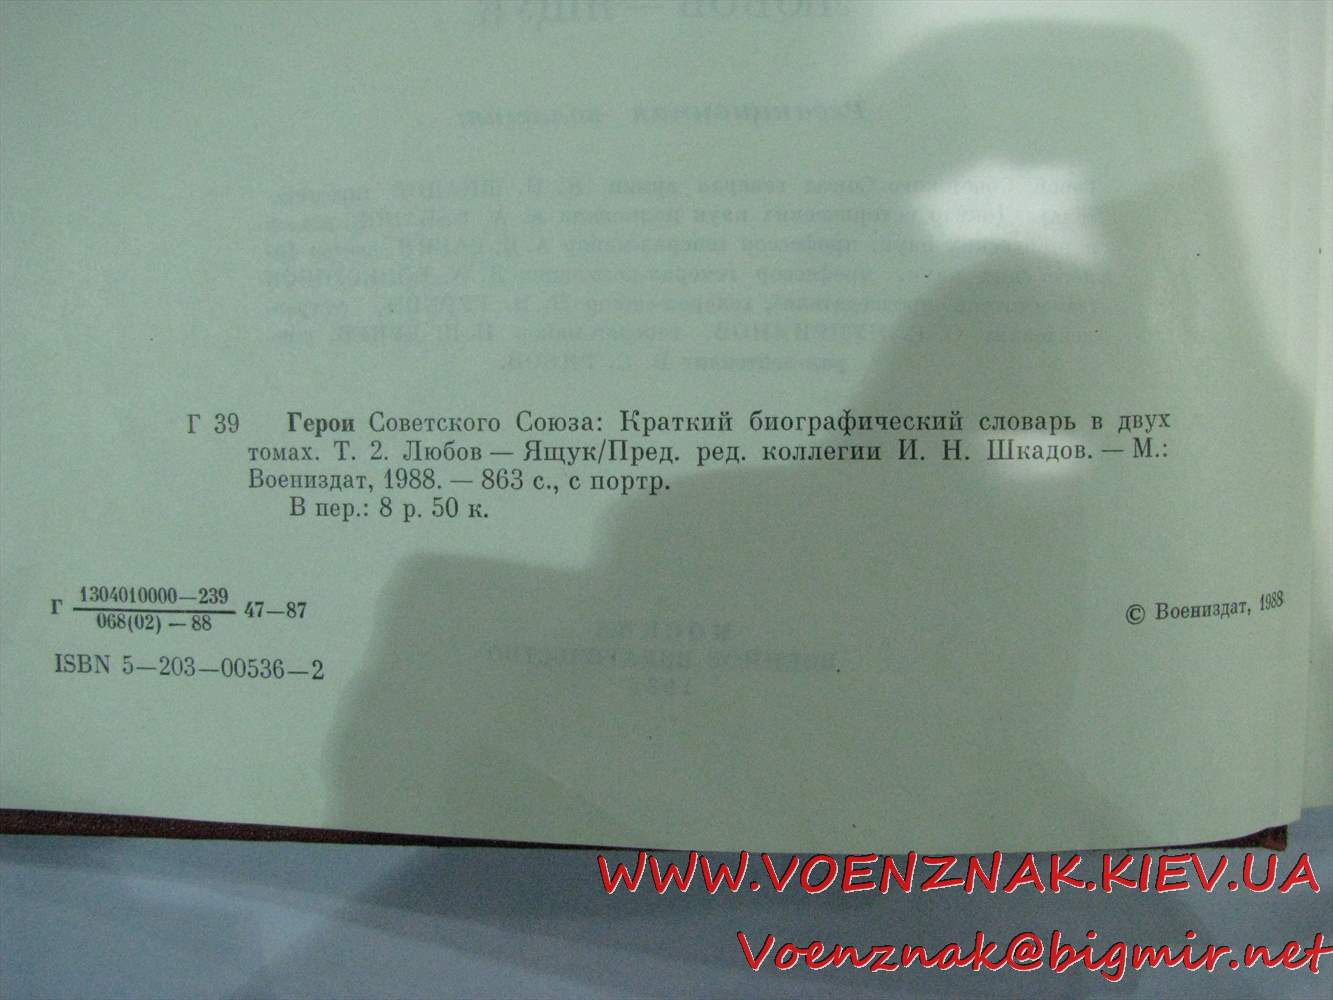 Г 39 Герои Советского Союза: Краткий биографический словарь в двух
томах. Т. 2. Любов — Ящук/Пред. ред. коллегии И. Н. Шкадов. — М.:
Воениздат, 1988. — 863 с., с портр.
В пер.: 8 р. 50 к.
Г 1304010000—239
068(02) — 88 47—87
© Воениздат, 1988
ISBN 5—203—00536—2
WWW.VOENZNAK.KIEV.UA
Voenznak@bigmir.net